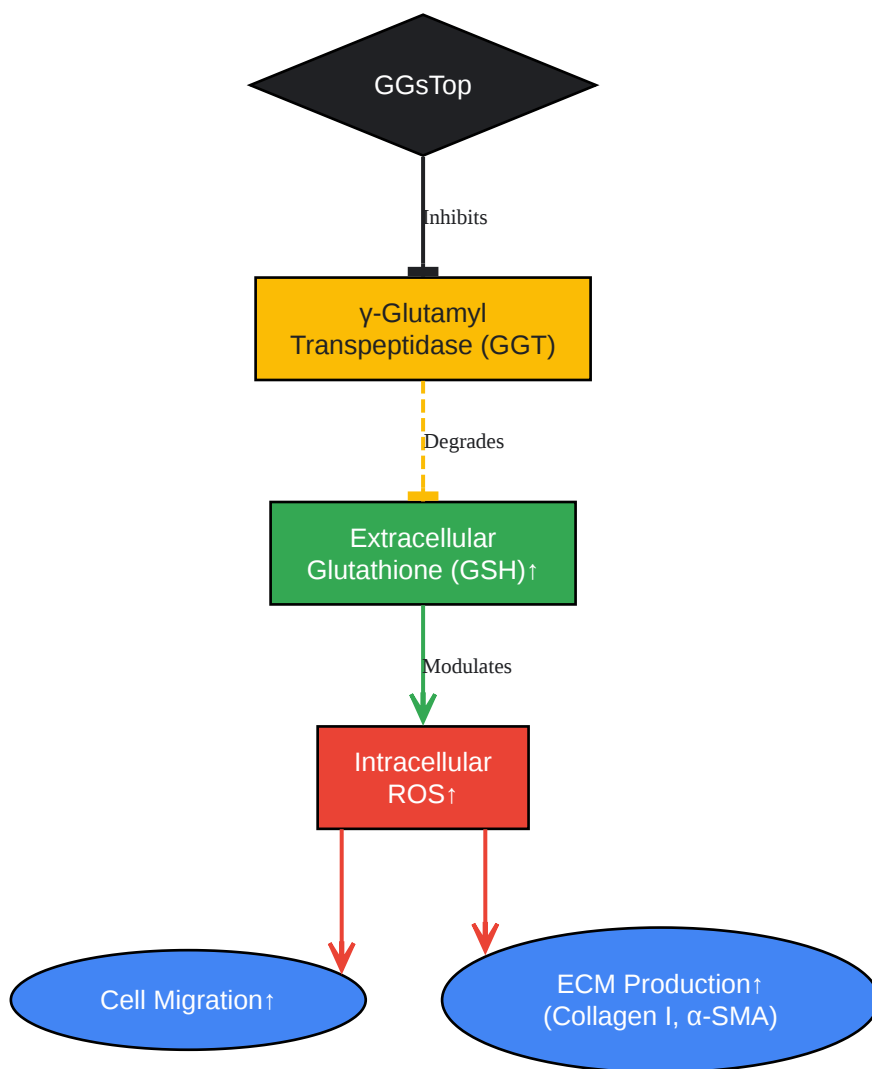 GGsTop
Inhibits
γ-Glutamyl
Transpeptidase (GGT)
Degrades
Extracellular
Glutathione (GSH)↑
Modulates
Intracellular
ROS↑
Cell Migration↑
ECM Production↑
(Collagen I, α-SMA)